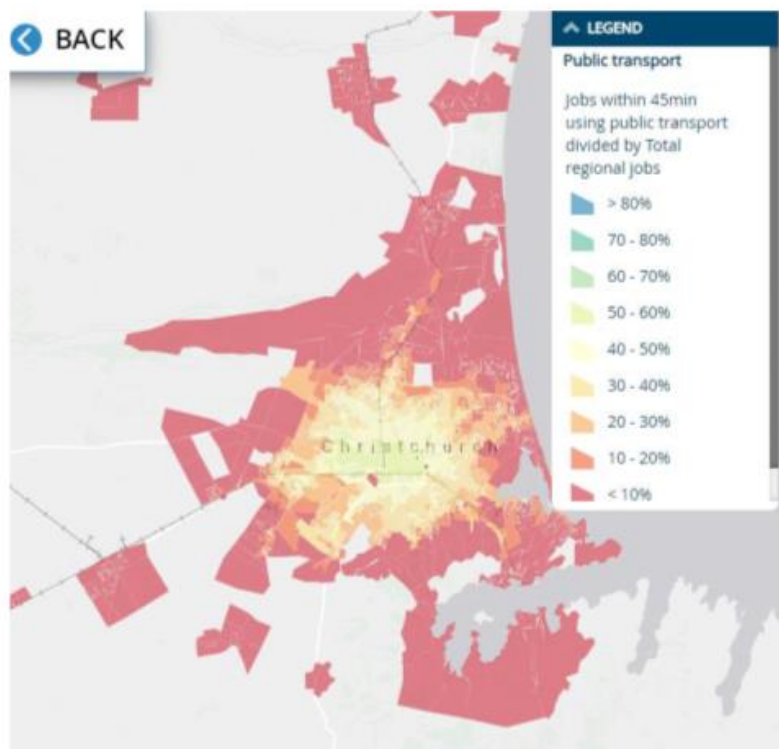 BACK
LEGEND
Public transport
Jobs within 45min
using public transport
divided by Total
regional jobs
> 80%
70 - 80%
60 - 70%
50 - 60%
40 - 50%
30 - 40%
20 - 30%
10 - 20%
< 10%
Christchurch